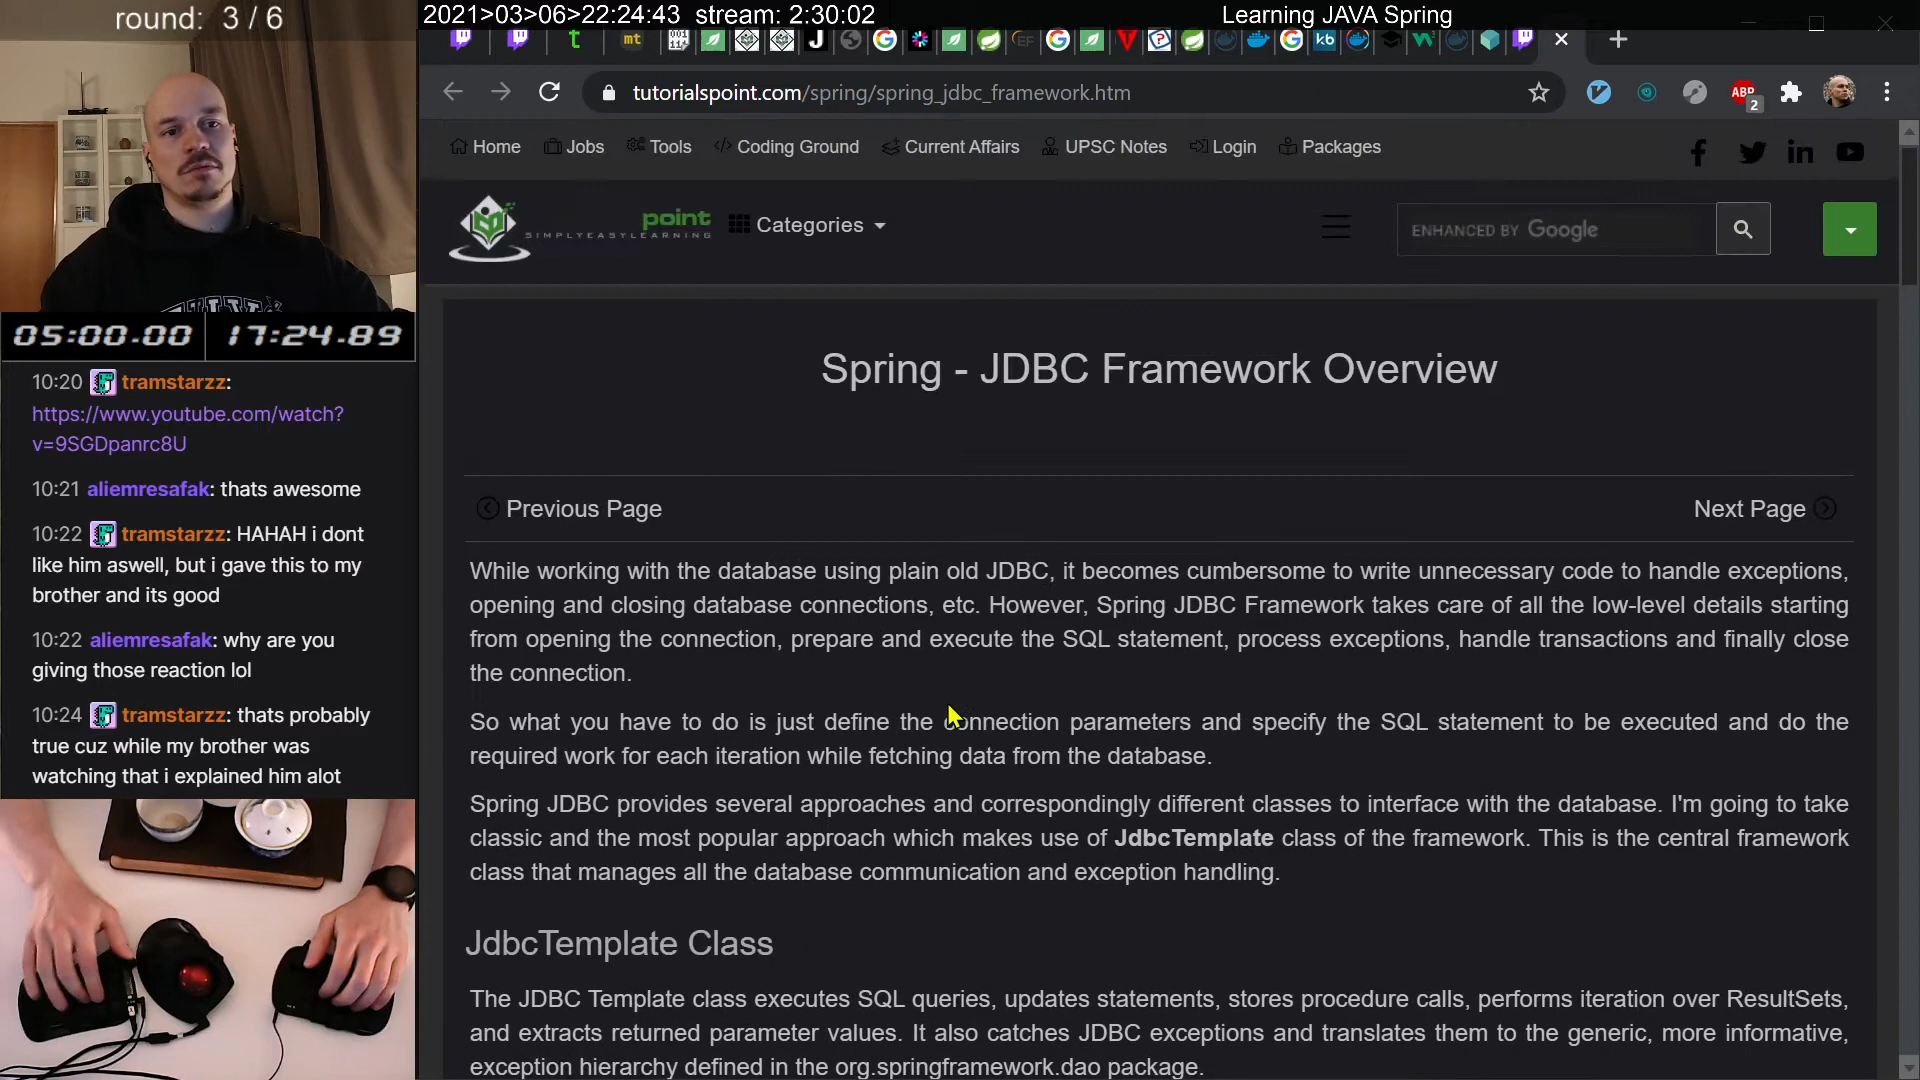 round: 3 / 6
2021>03>06>22:24:43 stream: 2:30:02
Learning JAVA Spring
tutorialspoint.com/spring/spring_jdbc_framework.htm
ABP
2
Home Jobs Tools Coding Ground Current Affairs UPSC Notes Login Packages
point
SIMPLYEASYLEARNING
Categories
ENHANCED BY Google
05:00.00 17:24.89
Spring - JDBC Framework Overview
Previous Page
Next Page
While working with the database using plain old JDBC, it becomes cumbersome to write unnecessary code to handle exceptions,
opening and closing database connections, etc. However, Spring JDBC Framework takes care of all the low-level details starting
from opening the connection, prepare and execute the SQL statement, process exceptions, handle transactions and finally close
the connection.
So what you have to do is just define the connection parameters and specify the SQL statement to be executed and do the
required work for each iteration while fetching data from the database.
Spring JDBC provides several approaches and correspondingly different classes to interface with the database. I'm going to take
classic and the most popular approach which makes use of JdbcTemplate class of the framework. This is the central framework
class that manages all the database communication and exception handling.
JdbcTemplate Class
The JDBC Template class executes SQL queries, updates statements, stores procedure calls, performs iteration over ResultSets,
and extracts returned parameter values. It also catches JDBC exceptions and translates them to the generic, more informative,
exception hierarchy defined in the org.springframework.dao package.
10:20 tramstarzz:
https://www.youtube.com/watch?
v=9SGDpanrc8U
10:21 aliemresafak: thats awesome
10:22 tramstarzz: HAHAH i dont
like him aswell, but i gave this to my
brother and its good
10:22 aliemresafak: why are you
giving those reaction lol
10:24 tramstarzz: thats probably
true cuz while my brother was
watching that i explained him alot